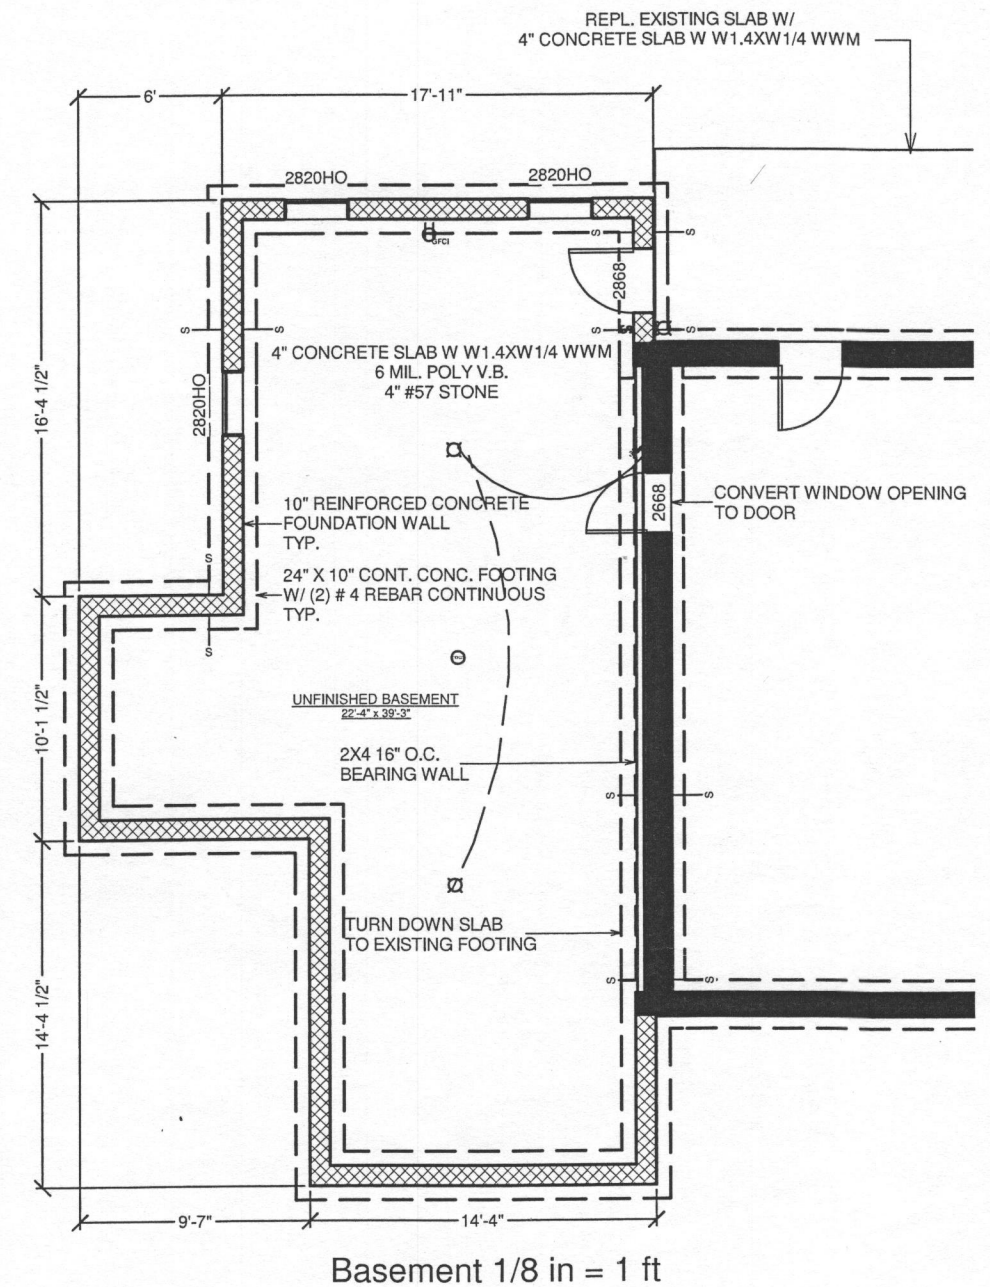 REPL. EXISTING SLAB W/
4" CONCRETE SLAB W W1.4XW1/4 WWM
6'
17'-11"
2820HO
2820HO
GFCI
S
S
2868
S
S
S
S
4" CONCRETE SLAB W W1.4XW1/4 WWM
6 MIL. POLY V.B.
4" #57 STONE
16'-4 1/2"
2820HO
2668
CONVERT WINDOW OPENING
TO DOOR
10" REINFORCED CONCRETE
FOUNDATION WALL
TYP.
S
24" X 10" CONT. CONC. FOOTING
W/ (2) # 4 REBAR CONTINUOUS
TYP.
S
UNFINISHED BASEMENT
22'-4" x 39'-3"
10'-1 1/2"
2X4 16" O.C.
BEARING WALL
S
S
TURN DOWN SLAB
TO EXISTING FOOTING
S
S
14'-4 1/2"
9'-7"
14'-4"
Basement 1/8 in = 1 ft